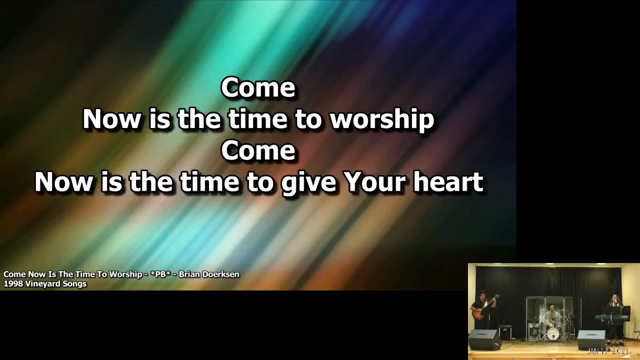 Come
Now is the time to worship
Come
Now is the time to give Your heart
Come Now Is The Time To Worship - *PB* - Brian Doerksen
1998 Vineyard Songs